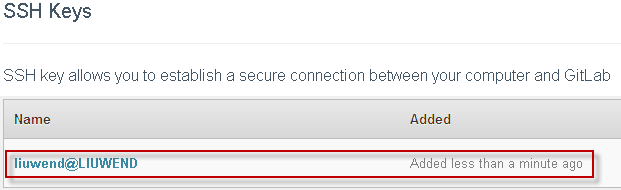 SSH Keys
SSH key allows you to establish a secure connection between your computer and GitLab
Name Added
liuwend@LIUWEND Added less than a minute ago